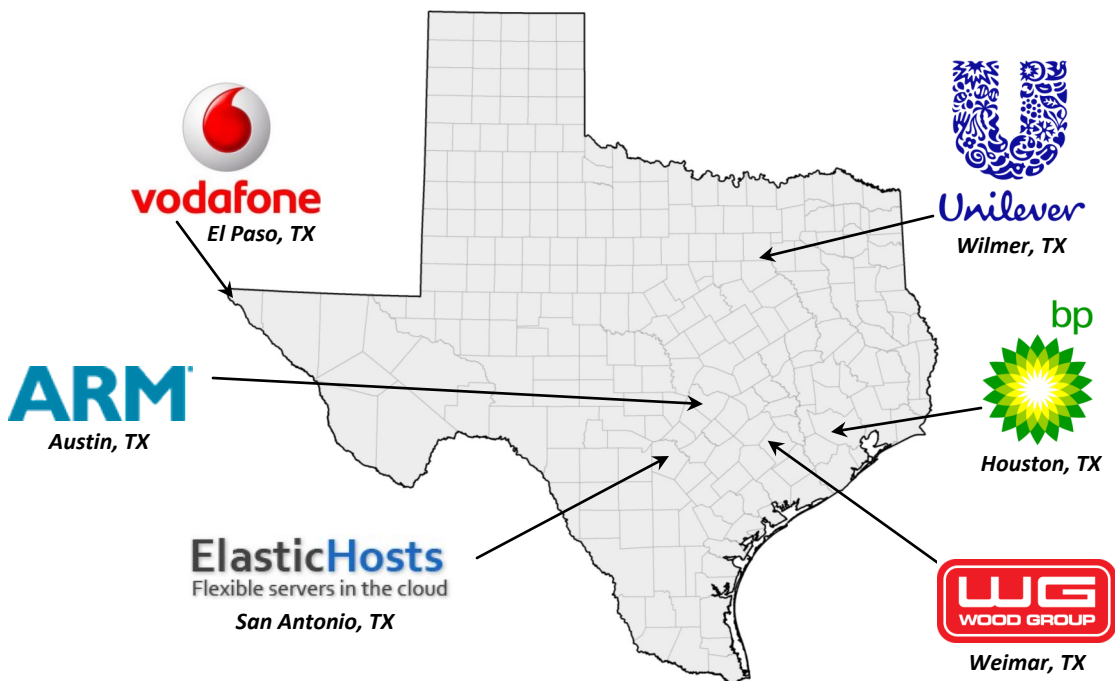 vodafone
El Paso, TX
Unilever
Wilmer, TX
bp
Houston, TX
ARM
Austin, TX
ElasticHosts
Flexible servers in the cloud
San Antonio, TX
WG
WOOD GROUP
Weimar, TX